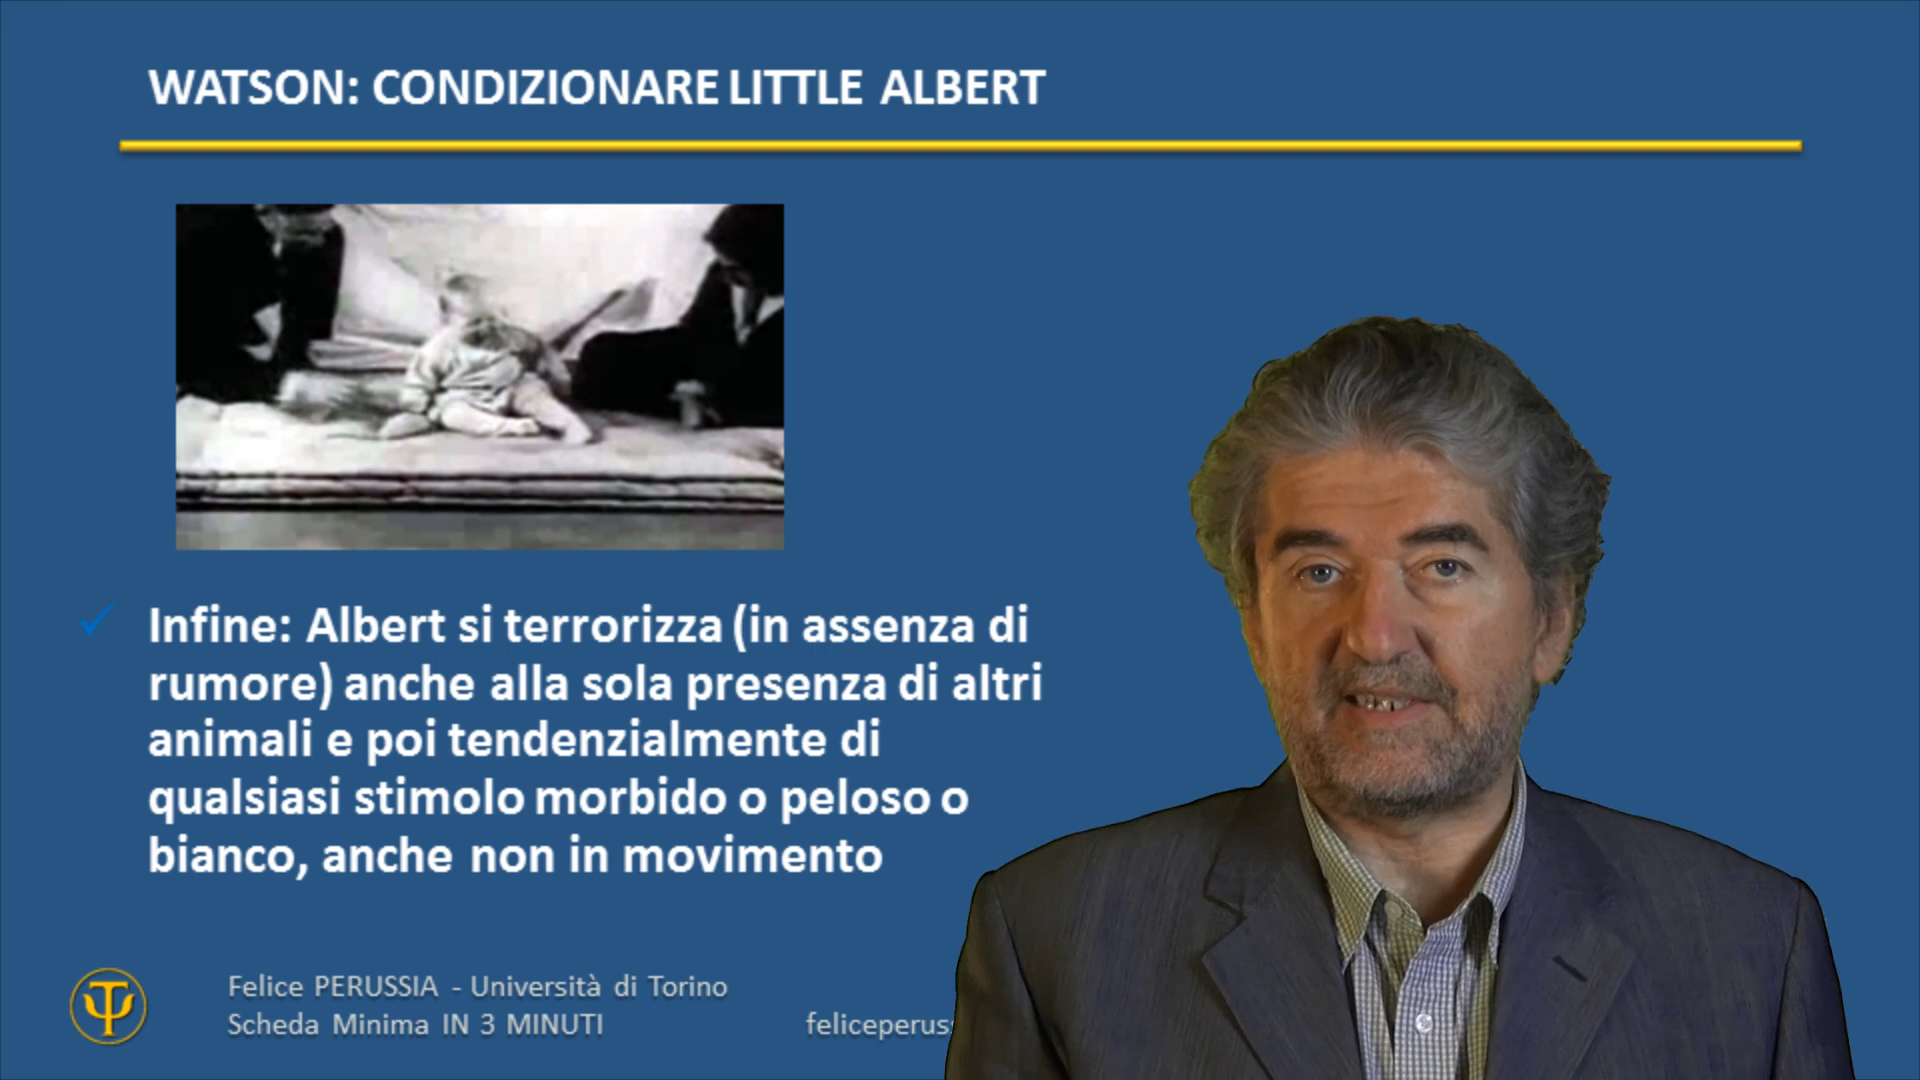 WATSON: CONDIZIONARE LITTLE ALBERT
Infine: Albert si terrorizza (in assenza di
rumore) anche alla sola presenza di altri
animali e poi tendenzialmente di
qualsiasi stimolo morbido o peloso o
bianco, anche non in movimento
Felice PERUSSIA - Università di Torino
Scheda Minima IN 3 MINUTI